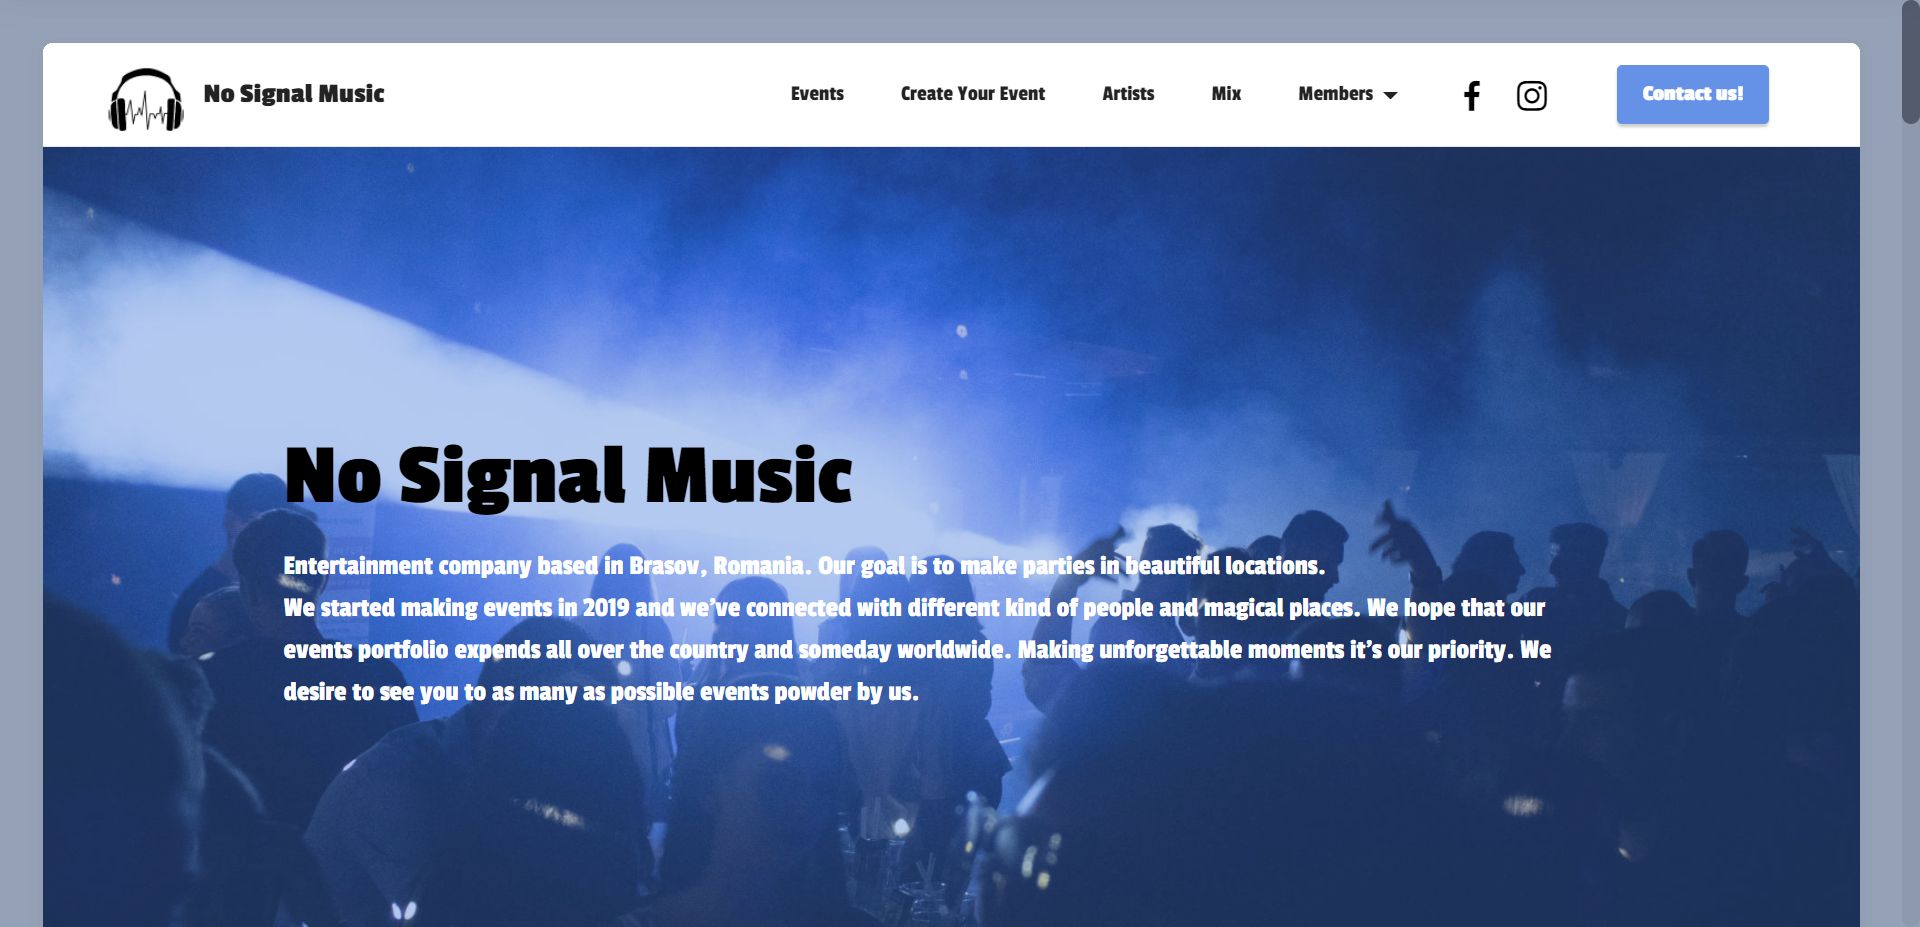 No Signal Music
Events
Create Your Event
Artists
Mix
Members
Contact us!
No Signal Music
Entertainment company based in Brasov, Romania. Our goal is to make parties in beautiful locations.
We started making events in 2019 and we’ve connected with different kind of people and magical places. We hope that our
events portfolio expends all over the country and someday worldwide. Making unforgettable moments it’s our priority. We
desire to see you to as many as possible events powder by us.